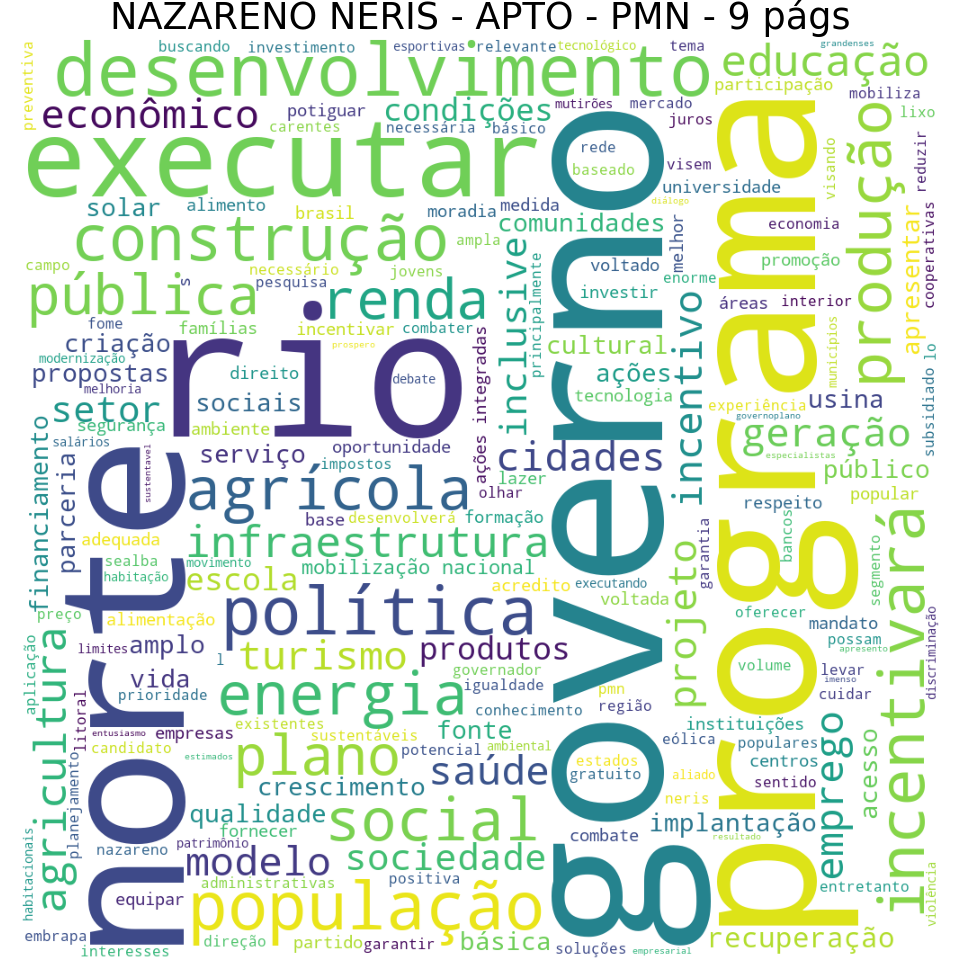 NAZARENO NERIS - APTO - PMN - 9 págs
preventiva
buscando
investimento
esportivas
relevante
tecnológico
tema
grandenses
desenvolvimento
educação
participação
mobiliza
econômico
potiguar
condições
mutirões
mercado
juros
lixo
carentes
necessária
básico
executar
governo
programa
produção
reduzir
rede
baseado
visem
visando
universidade
diálogo
solar
alimento
brasil
moradia
medida
comunidades
melhor
economia
apresentar
cooperativas
construção
ampla
campo
necessário
jovens
pesquisa
s
voltado
enorme
promoção
pública
renda
inclusive
principalmente
investir
incentivo
áreas
interior
fome
famílias
incentivar
combater
criação
modernização
prospero
cultural
municípios
subsidiado lo
propostas
melhoria
direito
debate
ações
tecnologia
usina
rio
norte
setor
sociais
ações integradas
experiência
governoplano
segurança
ambiente
salários
sustentavel
serviço
oportunidade
impostos
cidades
geração
especialistas
financiamento
parceria
agrícola
lazer
olhar
público
popular
respeito
base
desenvolverá
formação
adequada
infraestrutura
garantia
bancos
segmento
incentivará
sealba
habitação
movimento
mobilização nacional
escola
acredito
executando
voltada
projeto
oferecer
mandato
preço
alimentação
política
possam
apresento
discriminação
aplicação
agricultura
limites
amplo
l
turismo
produtos
governador
volume
levar
imenso
cuidar
vida
prioridade
energia
igualdade
pmn
região
litoral
conhecimento
entusiasmo
empresas
existentes
sustentáveis
fonte
instituições
emprego
acesso
candidato
estimados
plano
potencial
ambiental
estados
gratuito
eólica
populares
centros
planejamento
saúde
aliado
sentido
crescimento
neris
qualidade
fornecer
social
combate
implantação
resultado
nazareno
patrimônio
modelo
sociedade
habitacionais
administrativas
positiva
entretanto
violência
equipar
população
embrapa
interesses
direção
partido
garantir
básica
soluções
empresarial
recuperação